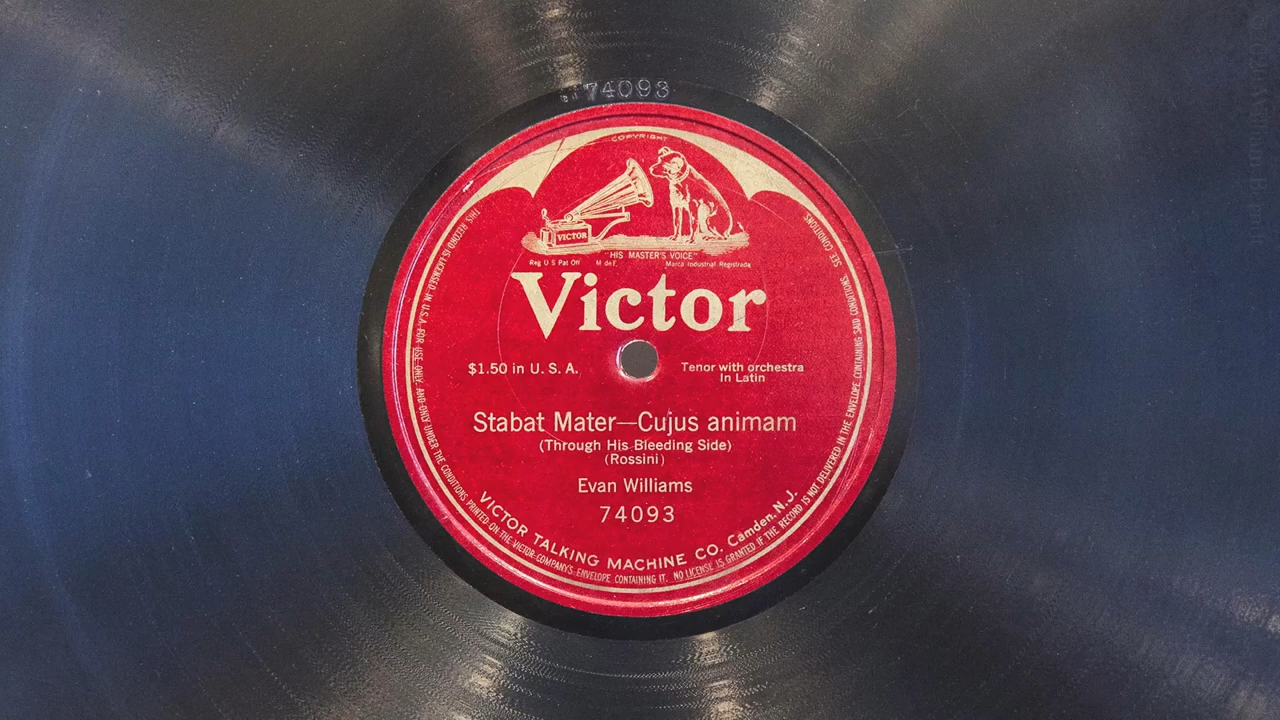 74093
COPYRIGHT
VICTOR
"HIS MASTER'S VOICE"
Reg U S Pat Off M de F. Marca Industrial Registrada
Victor
$1.50 in U. S. A.
Tenor with orchestra
In Latin
Stabat Mater—Cujus animam
(Through His Bleeding Side)
(Rossini)
Evan Williams
74093
VICTOR TALKING MACHINE CO. Camden, N.J.
THIS RECORD IS LICENSED IN U.S.A. FOR USE ONLY, AND ONLY UNDER THE CONDITIONS PRINTED ON THE VICTOR COMPANY'S ENVELOPE CONTAINING IT. NO LICENSE IS GRANTED IF THE RECORD IS NOT DELIVERED IN THE ENVELOPE CONTAINING SAID CONDITIONS. SEE CONDITIONS.